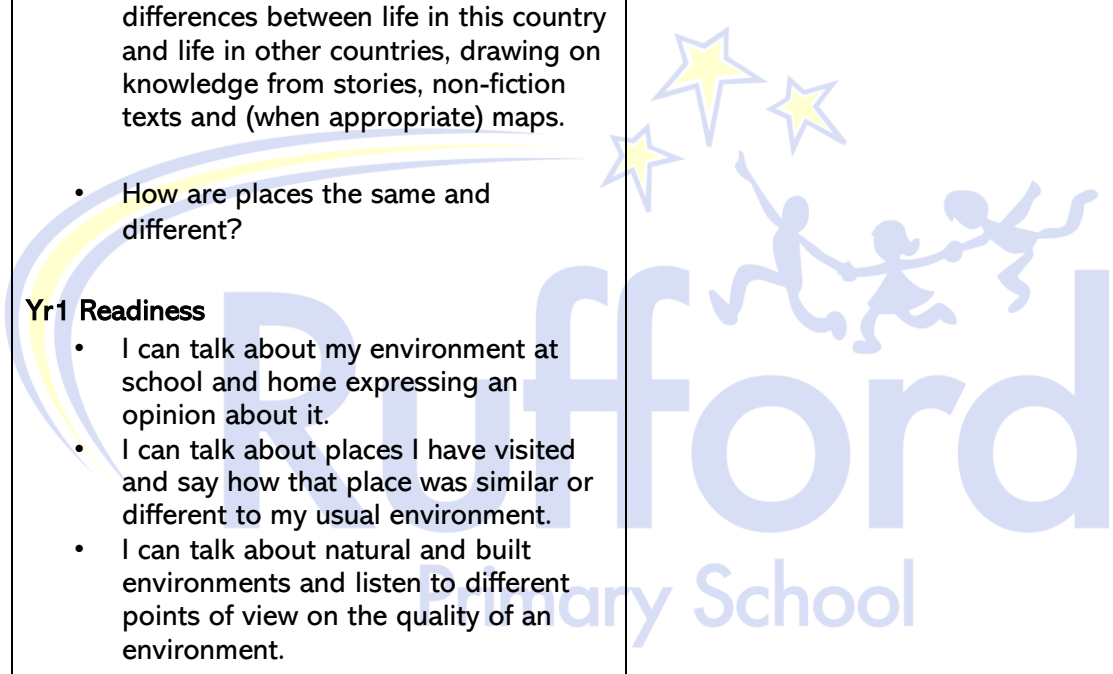 differences between life in this country
and life in other countries, drawing on
knowledge from stories, non-fiction
texts and (when appropriate) maps.
• How are places the same and
different?
Yr1 Readiness
• I can talk about my environment at
school and home expressing an
opinion about it.
• I can talk about places I have visited
and say how that place was similar or
different to my usual environment.
• I can talk about natural and built
environments and listen to different
points of view on the quality of an
environment.
Rufford
Primary School